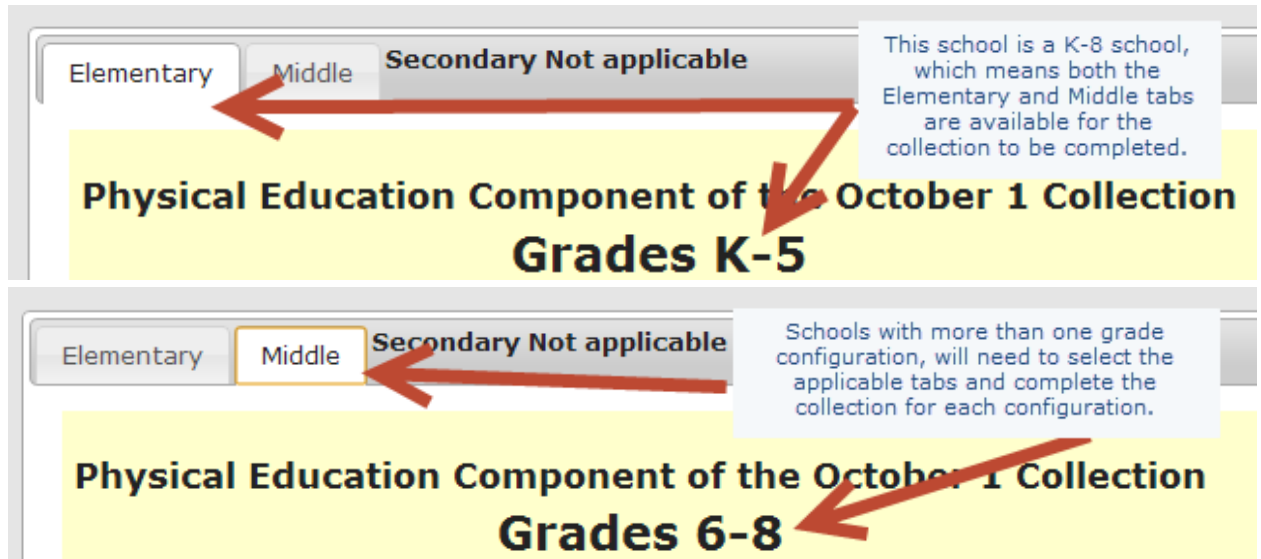 Elementary
Middle
Secondary Not applicable
This school is a K-8 school,
which means both the
Elementary and Middle tabs
are available for the
collection to be completed.
Physical Education Component of the October 1 Collection
Grades K-5
Elementary
Middle
Secondary Not applicable
Schools with more than one grade
configuration, will need to select the
applicable tabs and complete the
collection for each configuration.
Physical Education Component of the October 1 Collection
Grades 6-8